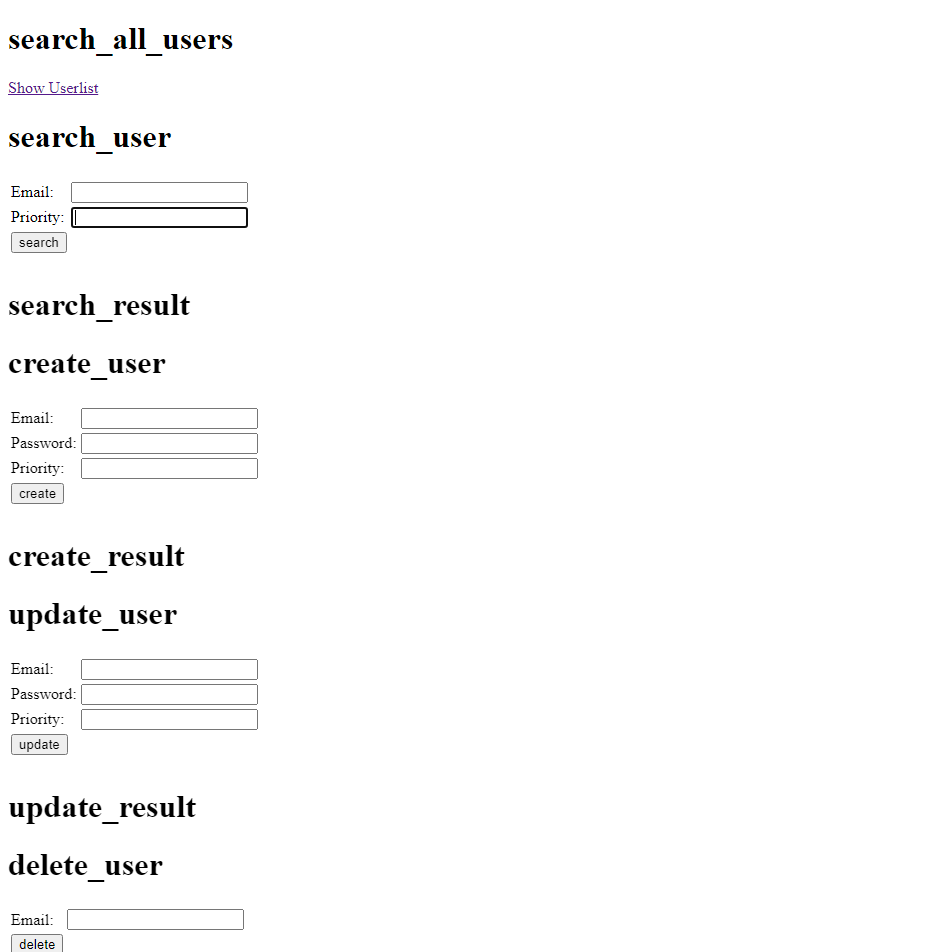 search_all_users
Show Userlist
search_user
Email:
Priority:
search
search_result
create_user
Email:
Password:
Priority:
create
create_result
update_user
Email:
Password:
Priority:
update
update_result
delete_user
Email:
delete